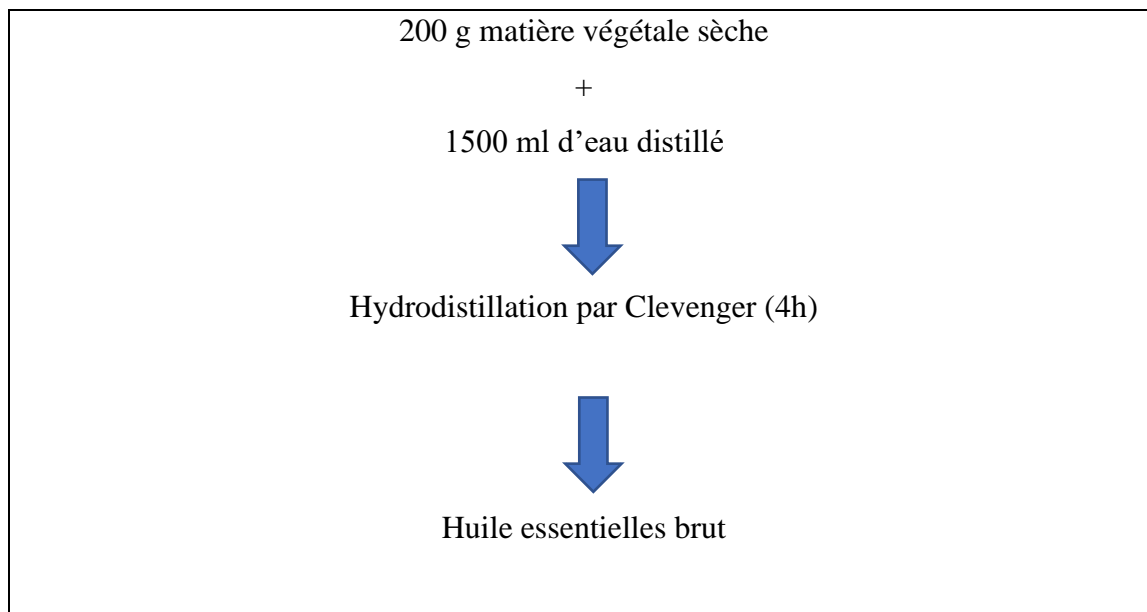 200 g matière végétale sèche
+
1500 ml d’eau distillé
Hydrodistillation par Clevenger (4h)
Huile essentielles brut